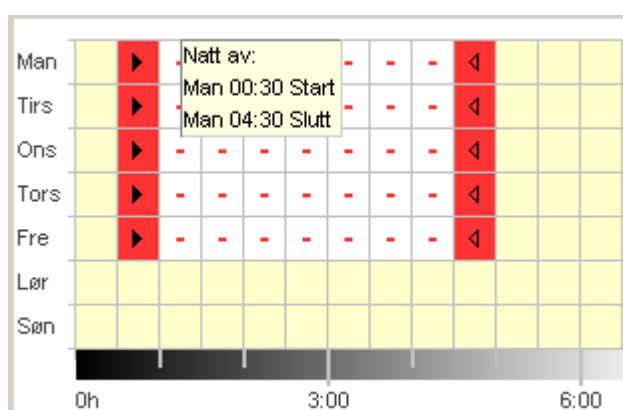 Man
Natt av:
Man 00:30 Start
Man 04:30 Slutt
Tirs
Ons
Tors
Fre
Lør
Søn
0h 3:00 6:00